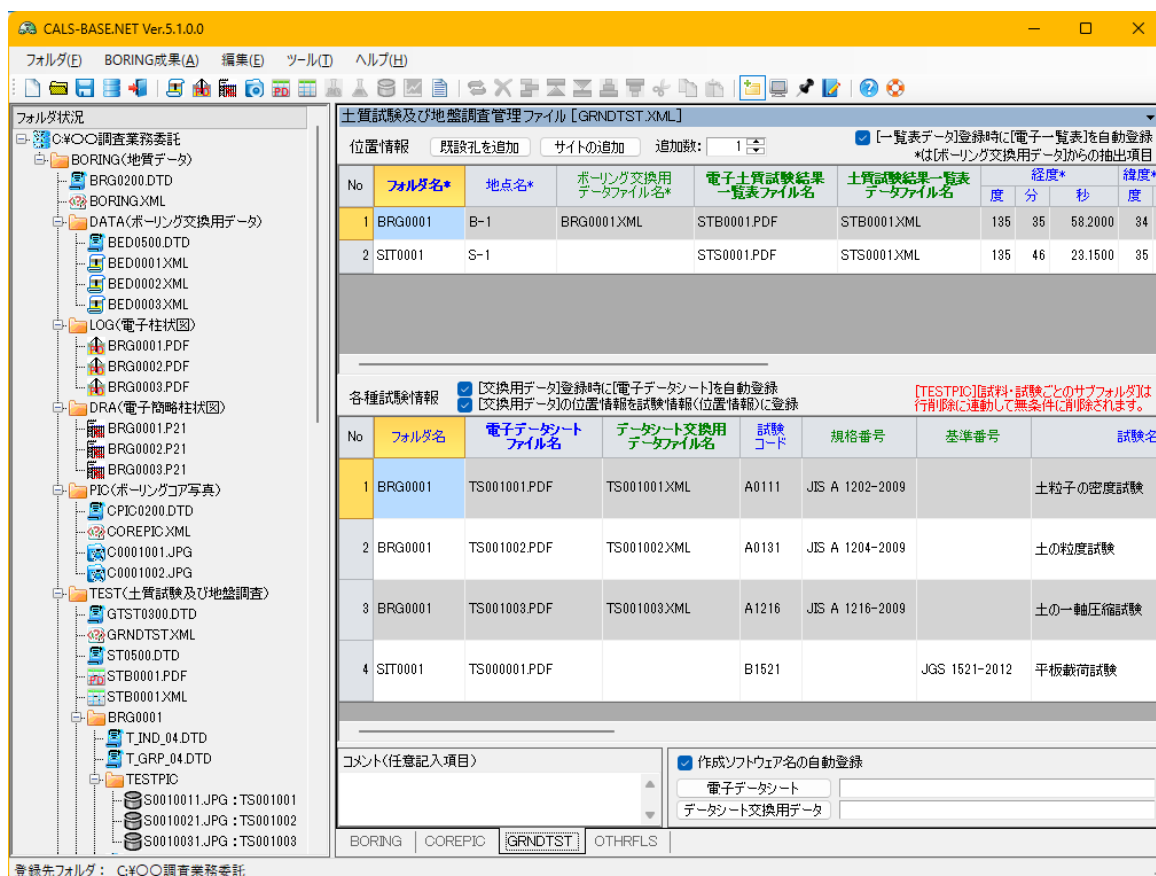 CALS-BASE.NET Ver.5.1.0.0
フォルダ(F) BORING成果(A) 編集(E) ツール(T) ヘルプ(H)
フォルダ状況
C:¥〇〇調査業務委託
BORING(地質データ)
BRG0200.DTD
BORING.XML
DATA(ボーリング交換用データ)
BED0500.DTD
BED0001.XML
BED0002.XML
BED0003.XML
LOG(電子柱状図)
BRG0001.PDF
BRG0002.PDF
BRG0003.PDF
DRA(電子簡略柱状図)
BRG0001.P21
BRG0002.P21
BRG0003.P21
PIC(ボーリングコア写真)
CPIC0200.DTD
COREPIC.XML
C0001001.JPG
C0001002.JPG
TEST(土質試験及び地盤調査)
GTST0300.DTD
GRNDTST.XML
ST0500.DTD
STB0001.PDF
STB0001.XML
BRG0001
T_IND_04.DTD
T_GRP_04.DTD
TESTPIC
S0010011.JPG : TS001001
S0010021.JPG : TS001002
S0010031.JPG : TS001003
土質試験及び地盤調査管理ファイル [GRNDTST.XML]
位置情報 既設孔を追加 サイトの追加 追加数: 1
[一覧表データ]登録時に[電子一覧表]を自動登録
*は[ボーリング交換用データ]からの抽出項目
No フォルダ名* 地点名* ボーリング交換用データファイル名* 電子土質試験結果一覧表ファイル名 土質試験結果一覧表データファイル名 経度* 緯度*
度 分 秒 度
1 BRG0001 B-1 BRG0001.XML STB0001.PDF STB0001.XML 135 35 58.2000 34
2 SIT0001 S-1 STS0001.PDF STS0001.XML 135 46 23.1500 35
各種試験情報
[交換用データ]登録時に[電子データシート]を自動登録
[交換用データ]の位置情報を試験情報(位置情報)に登録
[TESTPIC][試料・試験ごとのサブフォルダ]は
行削除に連動して無条件に削除されます。
No フォルダ名 電子データシートファイル名 データシート交換用データファイル名 試験コード 規格番号 基準番号 試験名
1 BRG0001 TS001001.PDF TS001001.XML A0111 JIS A 1202-2009 土粒子の密度試験
2 BRG0001 TS001002.PDF TS001002.XML A0131 JIS A 1204-2009 土の粒度試験
3 BRG0001 TS001003.PDF TS001003.XML A1216 JIS A 1216-2009 土の一軸圧縮試験
4 SIT0001 TS000001.PDF B1521 JGS 1521-2012 平板載荷試験
コメント(任意記入項目)
作成ソフトウェア名の自動登録
電子データシート
データシート交換用データ
BORING COREPIC GRNDTST OTHRFLS
登録先フォルダ: C:¥〇〇調査業務委託